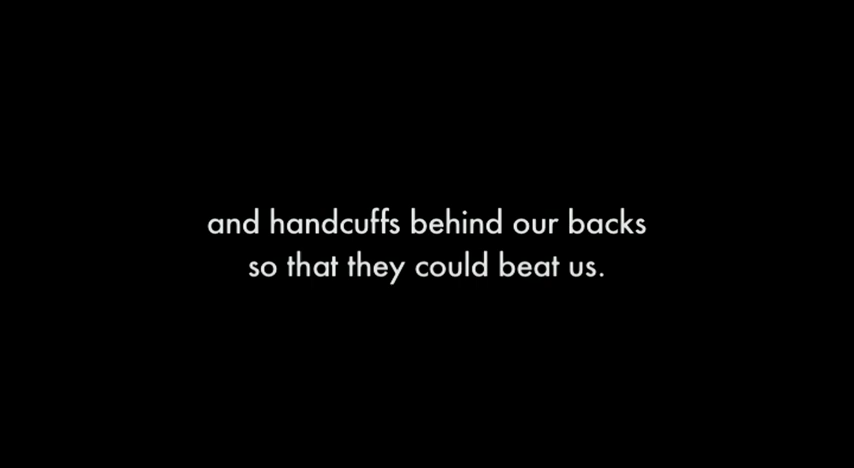 and handcuffs behind our backs
so that they could beat us.